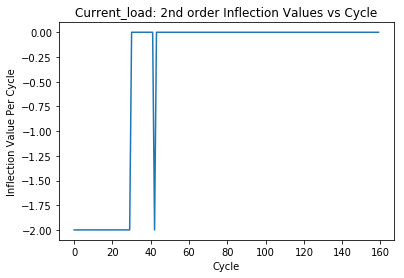 Current_load: 2nd order Inflection Values vs Cycle
0.00
−0.25
−0.50
−0.75
−1.00
−1.25
−1.50
−1.75
−2.00
Inflection Value Per Cycle
0 20 40 60 80 100 120 140 160
Cycle